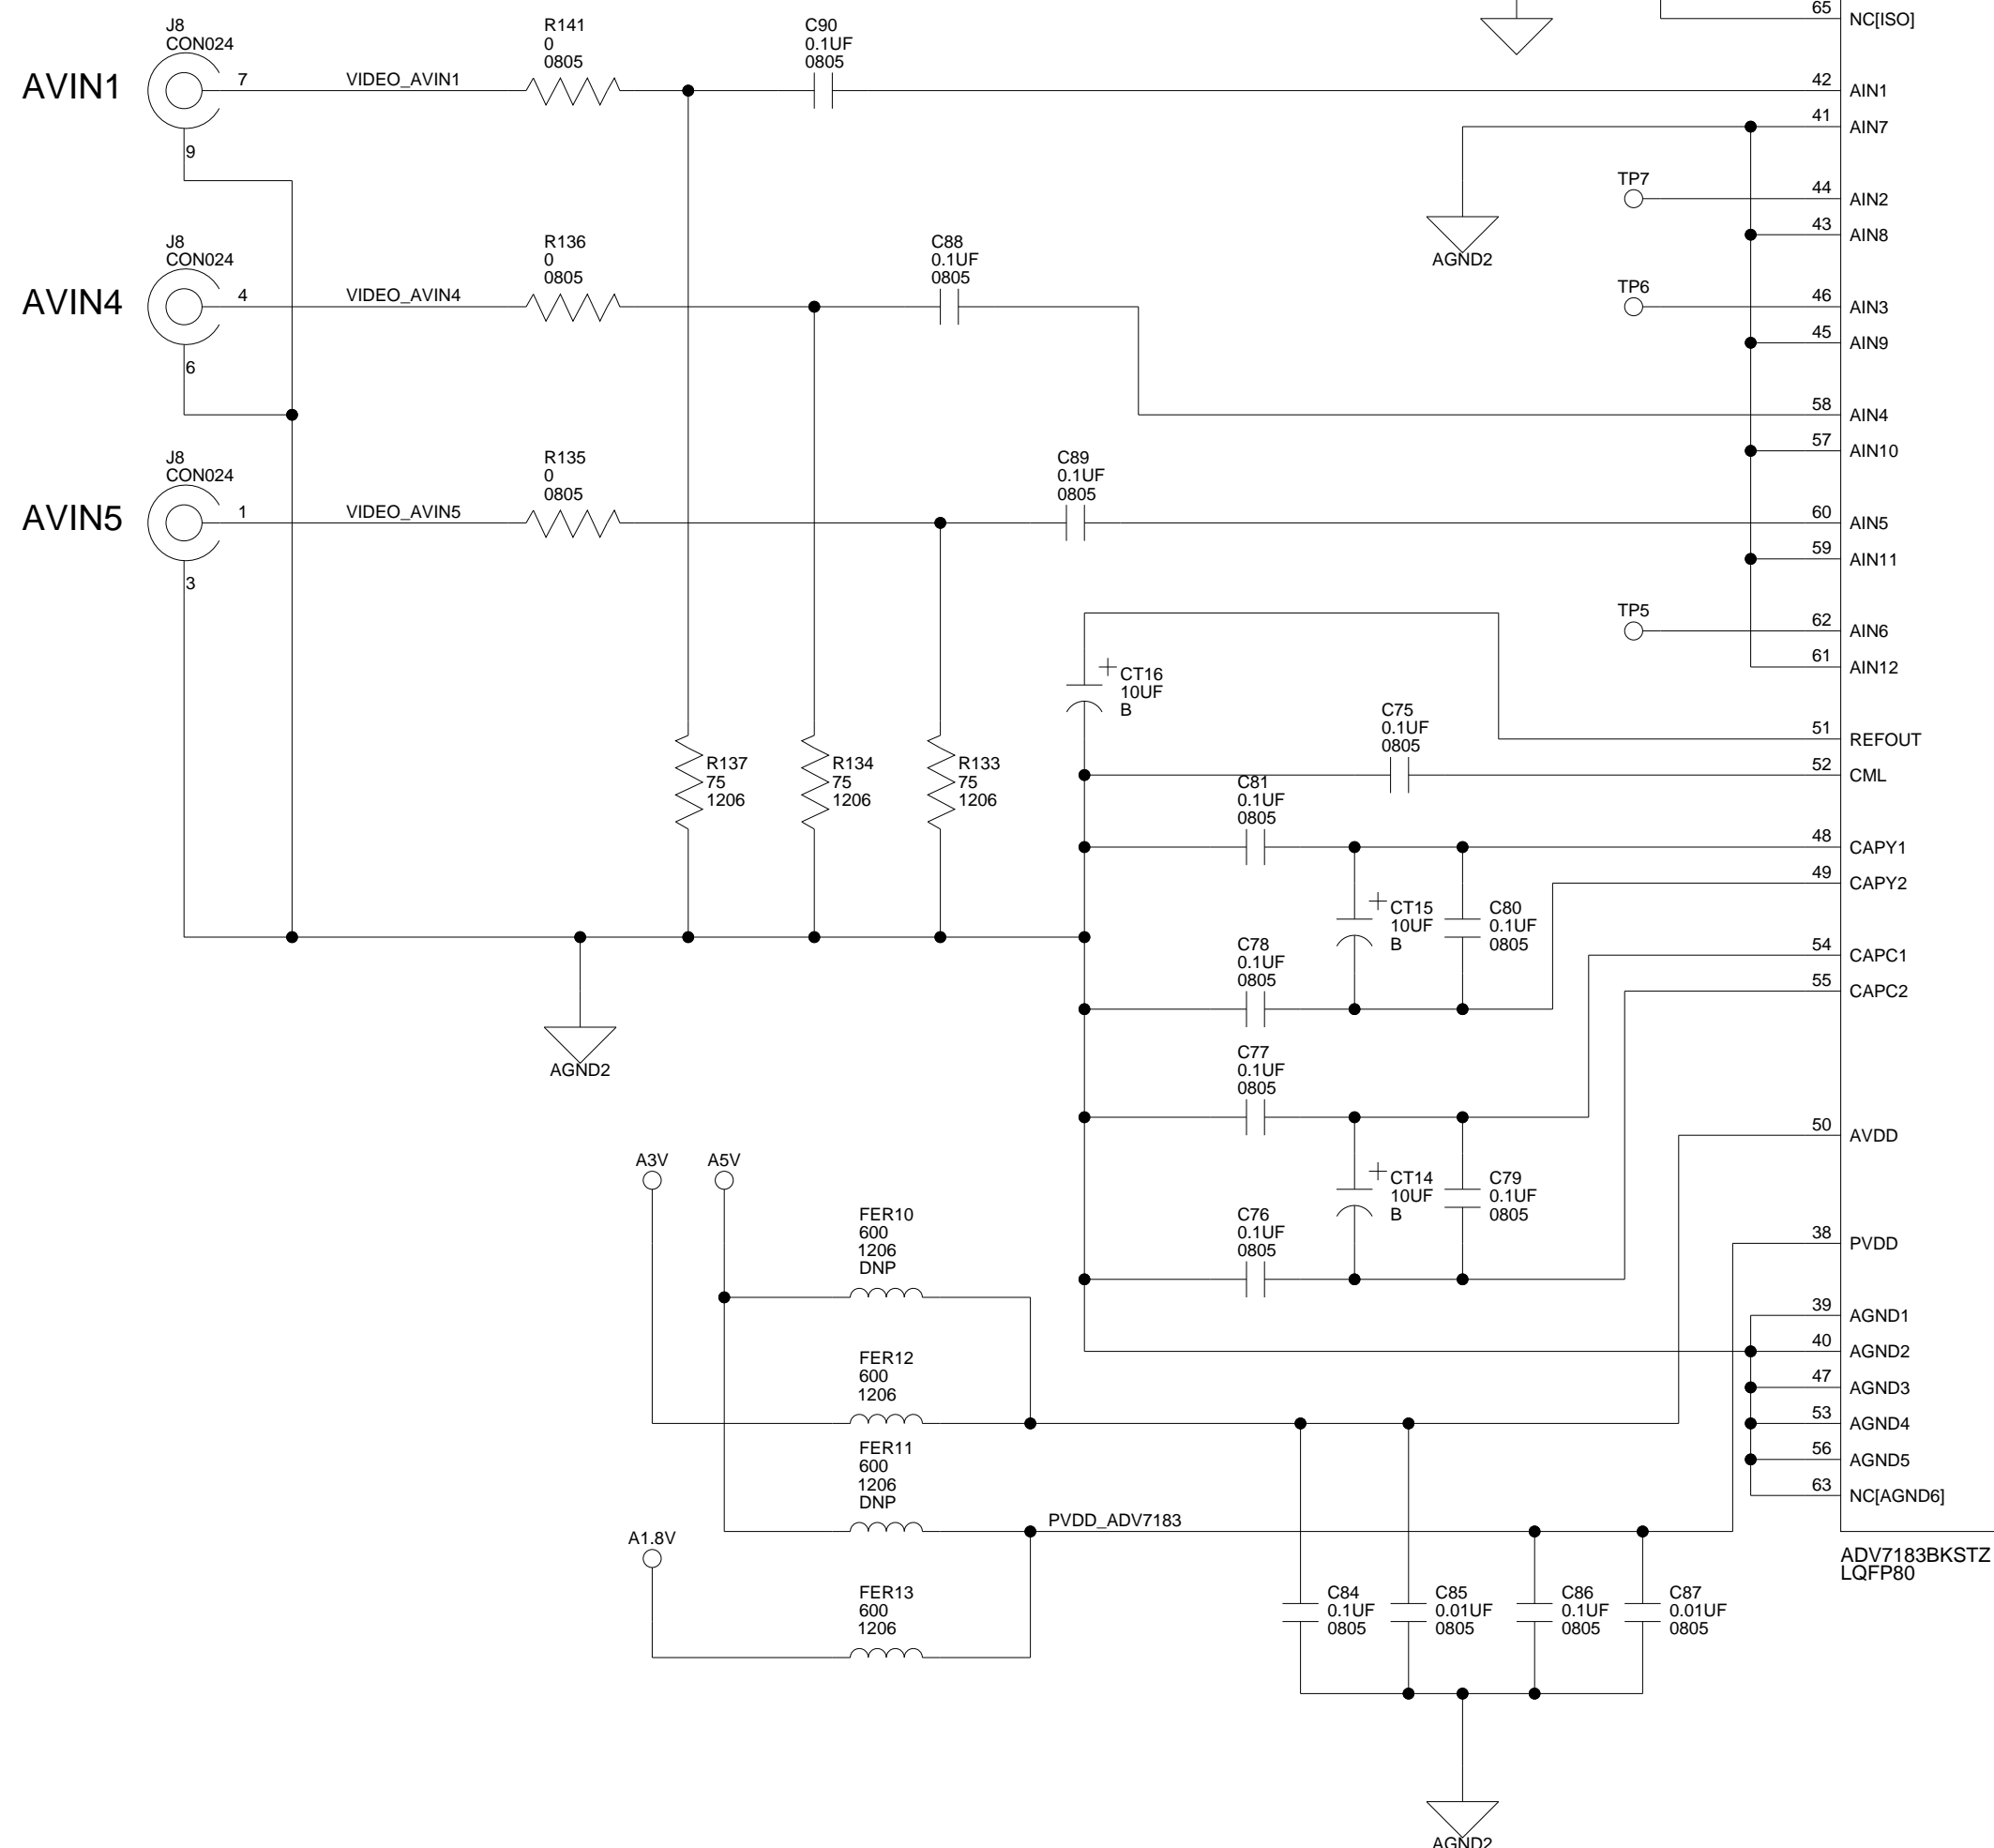 65
NC[ISO]
J8
CON024
R141
0
0805
C90
0.1UF
0805
AVIN1
7
VIDEO_AVIN1
42
AIN1
9
41
AIN7
TP7
44
AIN2
43
AIN8
AGND2
J8
CON024
R136
0
0805
C88
0.1UF
0805
AVIN4
4
VIDEO_AVIN4
TP6
46
AIN3
45
AIN9
6
58
AIN4
57
AIN10
J8
CON024
R135
0
0805
C89
0.1UF
0805
AVIN5
1
VIDEO_AVIN5
60
AIN5
59
AIN11
3
TP5
62
AIN6
61
AIN12
CT16
10UF
B
C75
0.1UF
0805
51
REFOUT
52
CML
R137
75
1206
R134
75
1206
R133
75
1206
C81
0.1UF
0805
48
CAPY1
49
CAPY2
CT15
10UF
B
C80
0.1UF
0805
C78
0.1UF
0805
54
CAPC1
55
CAPC2
AGND2
C77
0.1UF
0805
50
AVDD
A3V
A5V
CT14
10UF
B
C79
0.1UF
0805
FER10
600
1206
DNP
C76
0.1UF
0805
38
PVDD
39
AGND1
40
AGND2
FER12
600
1206
47
AGND3
53
AGND4
FER11
600
1206
DNP
56
AGND5
63
NC[AGND6]
PVDD_ADV7183
A1.8V
ADV7183BKSTZ
LQFP80
FER13
600
1206
C84
0.1UF
0805
C85
0.01UF
0805
C86
0.1UF
0805
C87
0.01UF
0805
AGND2